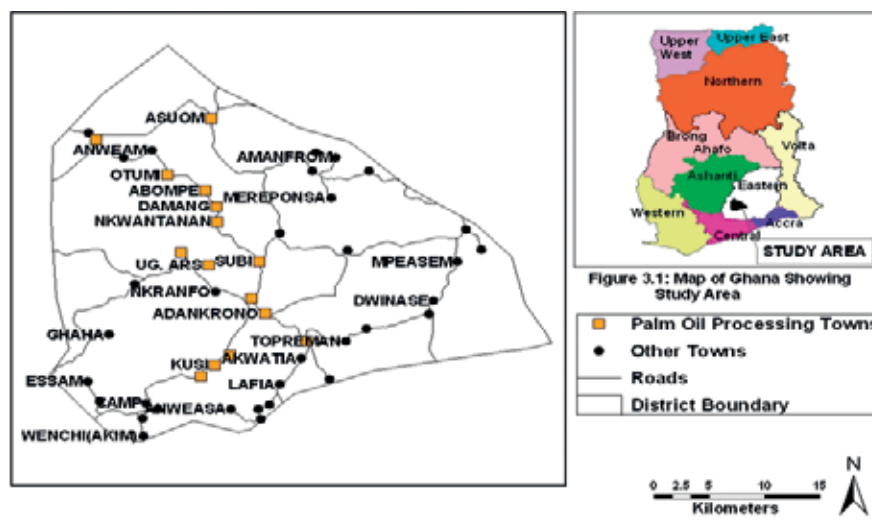 ASUOM
ANWEAM
AMANFROM
OTUMI
ABOMPE
MEREPONSA
DAMANG
NKWANTANAN
UG. ARS
SUBI
MPEASEM
NKRANFO
DWINASE
ADANKRONO
GHAHA
TOPREMAN
AKWATIA
KUSI
ESSAM
LAFIA
CAMP
ANWEASA
WENCHI(AKIM)
Upper West
Upper East
Northern
Brong
Ahafo
Volta
Ashanti
Eastern
Western
Accra
Central
STUDY AREA
Figure 3.1: Map of Ghana Showing
Study Area
Palm Oil Processing Towns
Other Towns
Roads
District Boundary
N
0 2.5 5 10 15
Kilometers